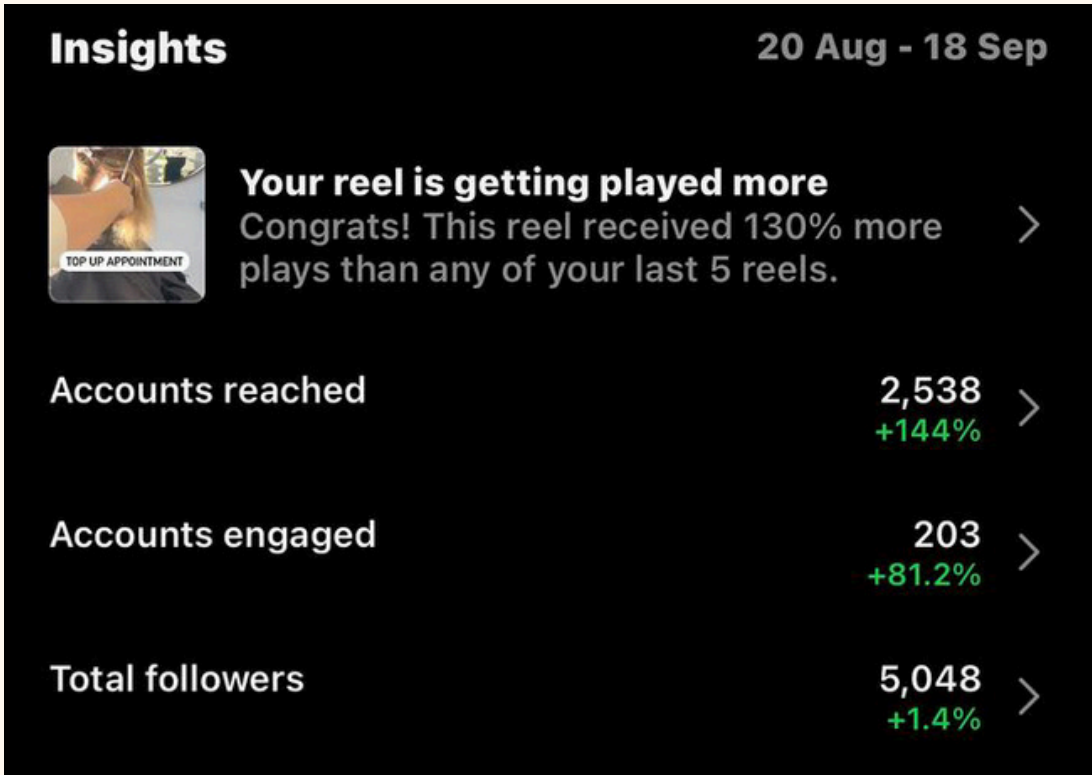 Insights
20 Aug - 18 Sep
TOP UP APPOINTMENT
Your reel is getting played more
Congrats! This reel received 130% more
plays than any of your last 5 reels.
Accounts reached
2,538
+144%
Accounts engaged
203
+81.2%
Total followers
5,048
+1.4%